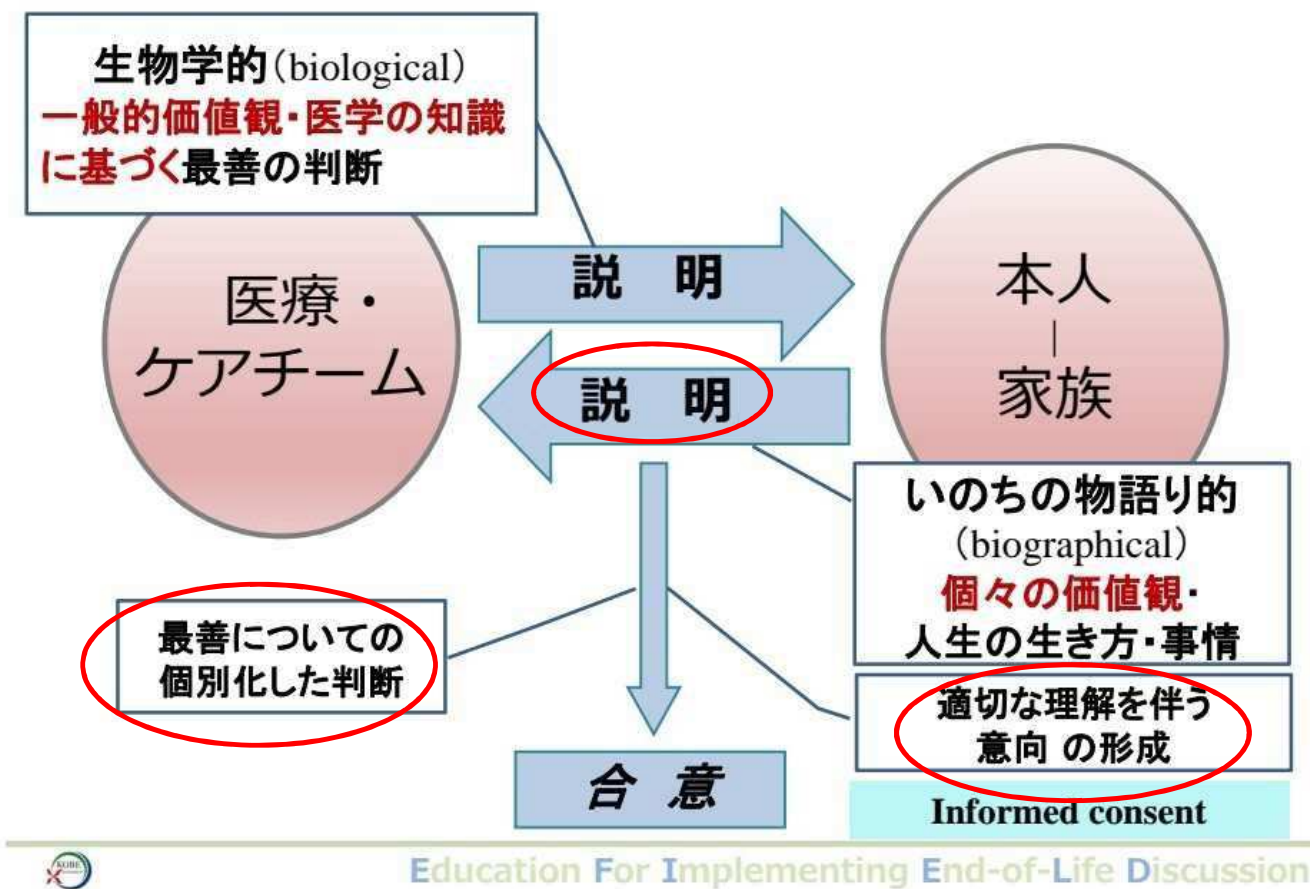 生物学的（biological）
一般的価値観・医学の知識
に基づく最善の判断
医療・
ケアチーム
説 明
説 明
本人
｜
家族
いのちの物語り的
（biographical）
個々の価値観・
人生の生き方・事情
最善についての
個別化した判断
適切な理解を伴う
意向 の形成
合 意
Informed consent
KOBE
Education For Implementing End-of-Life Discussion